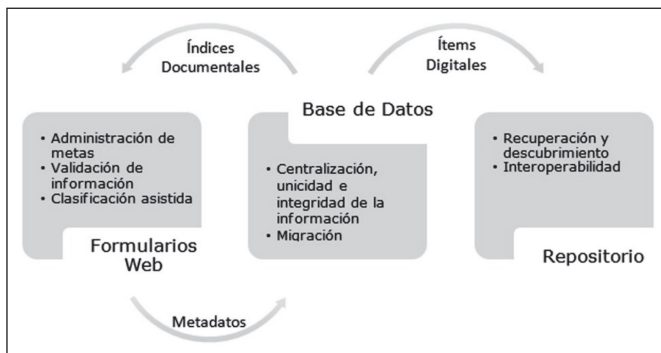 Índices
Documentales
Ítems
Digitales
• Administración de
metas
• Validación de
información
• Clasificación asistida
Formularios
Web
Base de Datos
• Centralización,
unicidad e
integridad de la
información
• Migración
• Recuperación y
descubrimiento
• Interoperabilidad
Repositorio
Metadatos